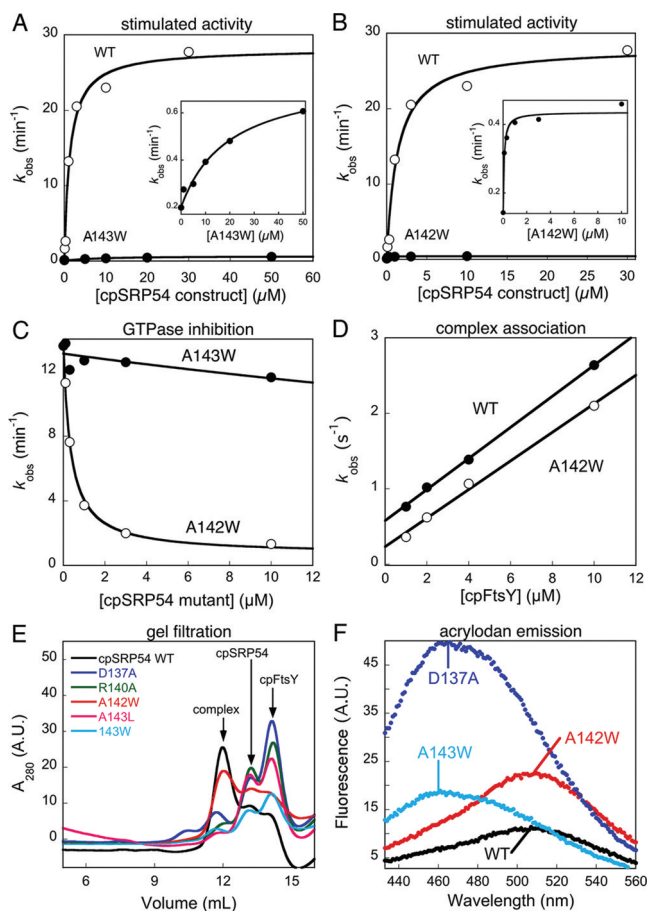 A stimulated activity
30
20
10
0
k_obs (min⁻¹)
WT
A143W
0.6
0.4
0.2
k_obs (min⁻¹)
0 10 20 30 40 50
[A143W] (µM)
0 10 20 30 40 50 60
[cpSRP54 construct] (µM)
B stimulated activity
30
20
10
0
k_obs (min⁻¹)
WT
A142W
0.4
0.2
k_obs (min⁻¹)
0 2 4 6 8 10
[A142W] (µM)
0 5 10 15 20 25 30
[cpSRP54 construct] (µM)
C GTPase inhibition
12
8
4
0
k_obs (min⁻¹)
A143W
A142W
0 2 4 6 8 10 12
[cpSRP54 mutant] (µM)
D complex association
3
2
1
0
k_obs (s⁻¹)
WT
A142W
0 2 4 6 8 10 12
[cpFtsY] (µM)
E gel filtration
50
40
30
20
10
0
A₂₈₀ (A.U.)
cpSRP54 WT
D137A
R140A
A142W
A143L
143W
complex
cpSRP54
cpFtsY
6 9 12 15
Volume (mL)
F acrylodan emission
45
35
25
15
5
Fluorescence (A.U.)
D137A
A143W
A142W
WT
440 460 480 500 520 540 560
Wavelength (nm)